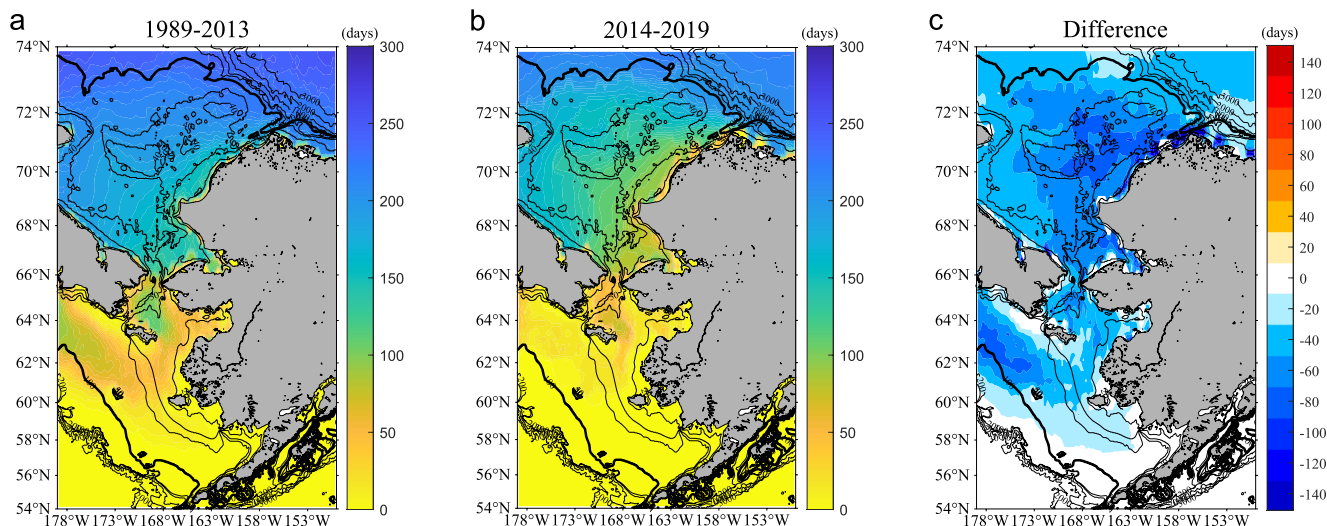 a
1989-2013
(days)
74°N
72°N
70°N
68°N
66°N
64°N
62°N
60°N
58°N
56°N
54°N
178°W 173°W 168°W 163°W 158°W 153°W
300
250
200
150
100
50
0
b
2014-2019
(days)
74°N
72°N
70°N
68°N
66°N
64°N
62°N
60°N
58°N
56°N
54°N
178°W 173°W 168°W 163°W 158°W 153°W
300
250
200
150
100
50
0
c
Difference
(days)
74°N
72°N
70°N
68°N
66°N
64°N
62°N
60°N
58°N
56°N
54°N
178°W 173°W 168°W 163°W 158°W 153°W
140
120
100
80
60
40
20
0
-20
-40
-60
-80
-100
-120
-140